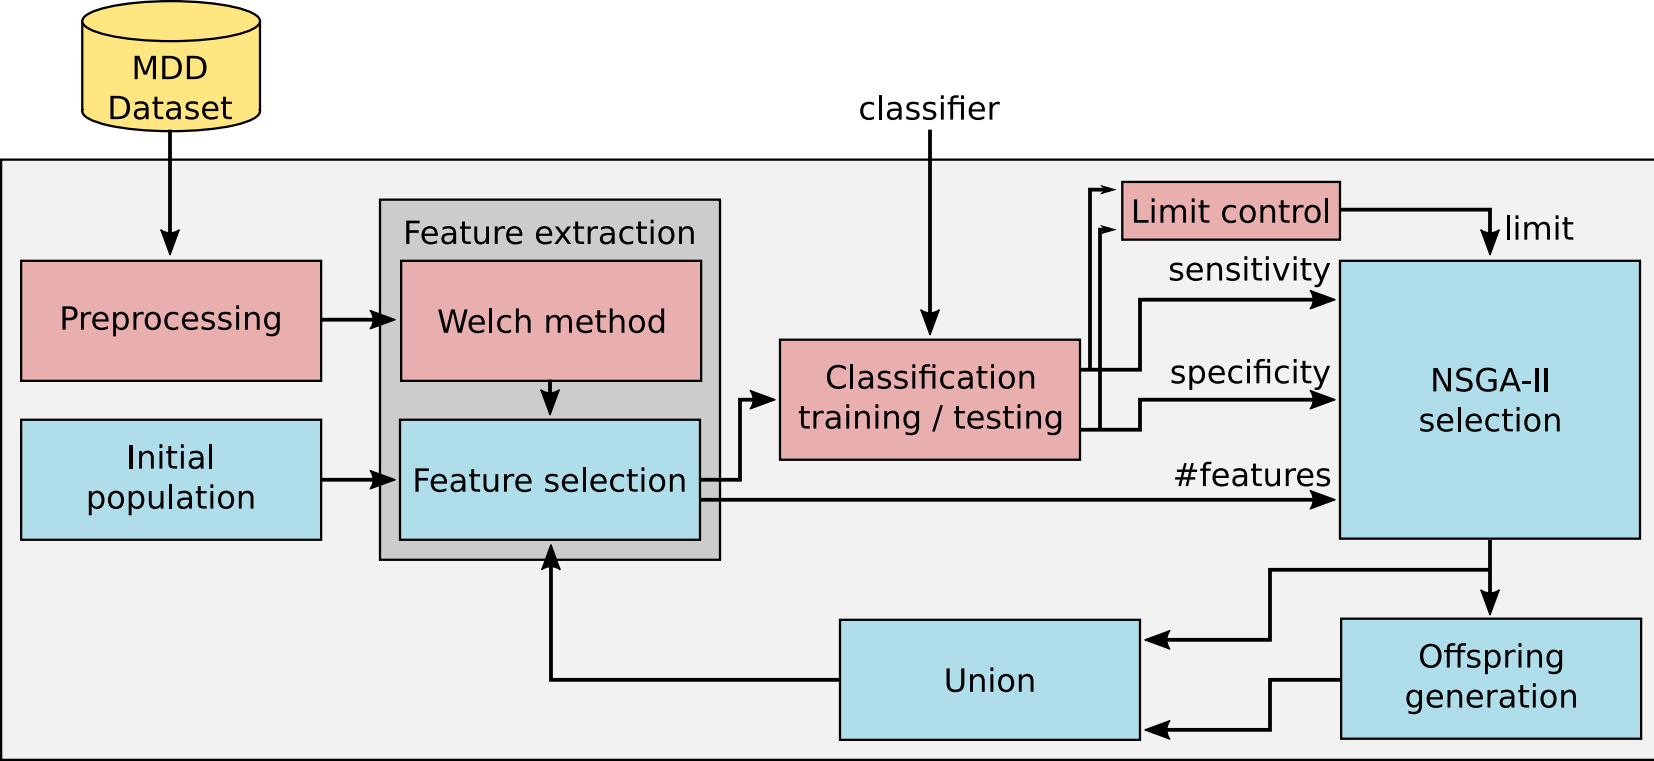 MDD
Dataset
classifier
Feature extraction
Limit control
limit
sensitivity
Preprocessing
Welch method
Classification
training / testing
specificity
NSGA-II
selection
Initial
population
Feature selection
#features
Union
Offspring
generation